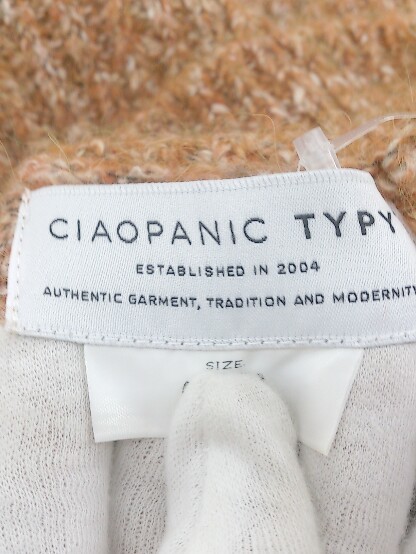 CIAOPANIC TYPY
ESTABLISHED IN 2004
AUTHENTIC GARMENT, TRADITION AND MODERNITY
SIZE